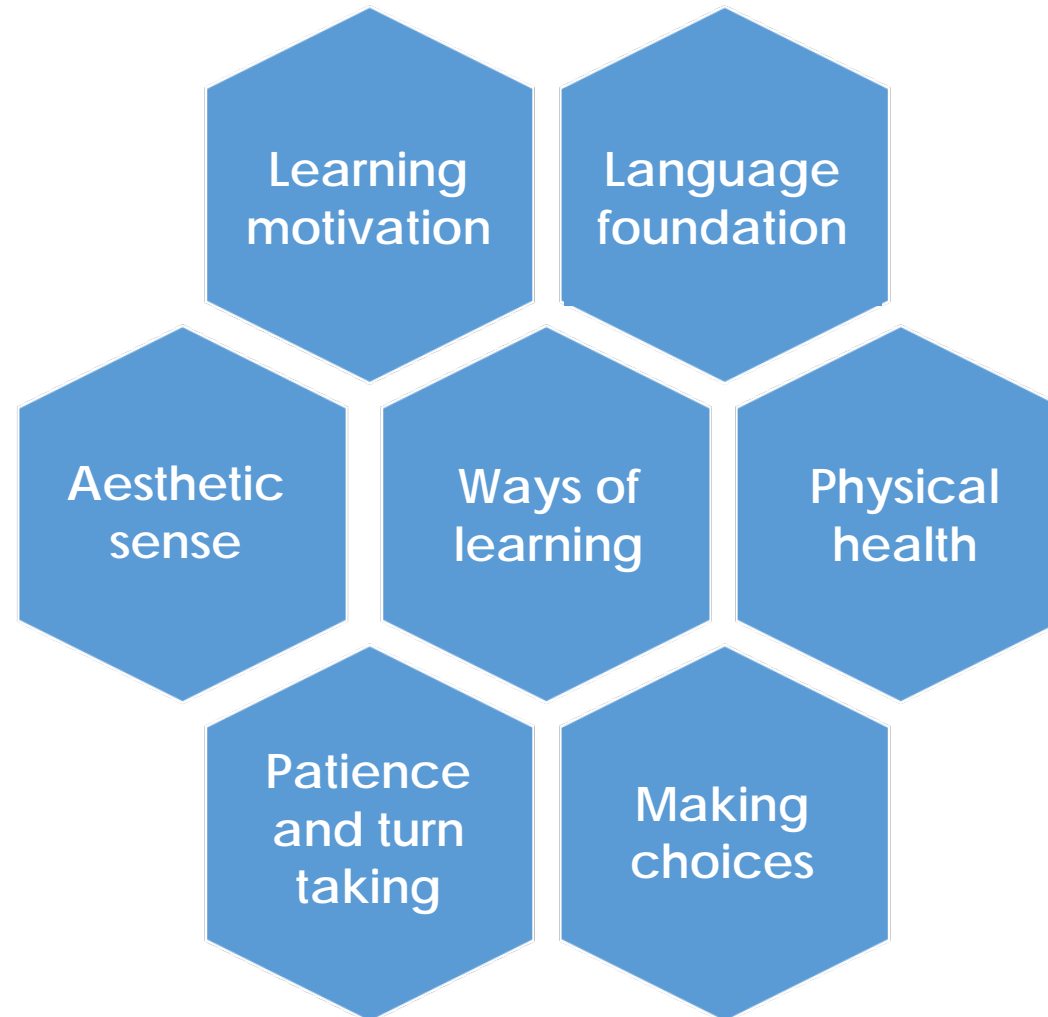 Learning
motivation
Language
foundation
Aesthetic
sense
Ways of
learning
Physical
health
Patience
and turn
taking
Making
choices